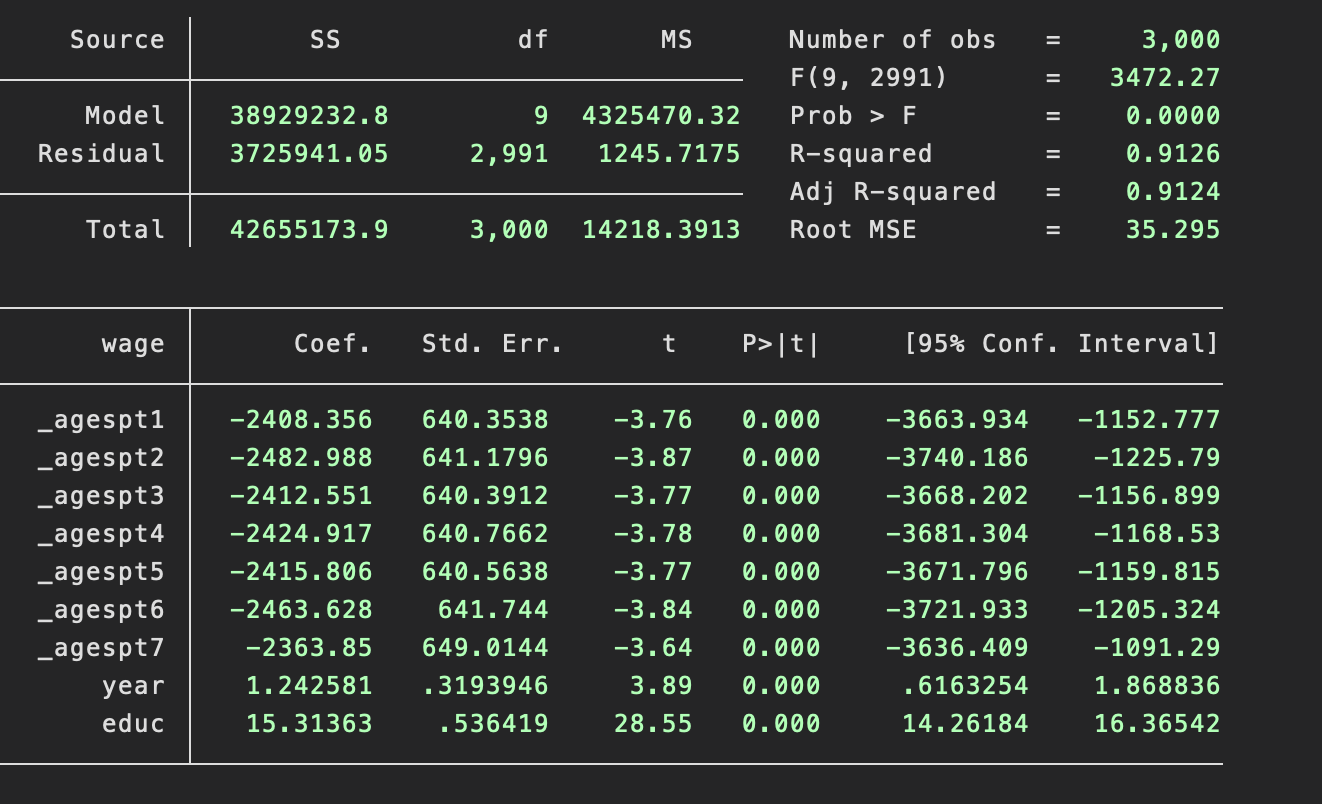 Source SS df MS Number of obs = 3,000
F(9, 2991) = 3472.27
Model 38929232.8 9 4325470.32 Prob > F = 0.0000
Residual 3725941.05 2,991 1245.7175 R-squared = 0.9126
Adj R-squared = 0.9124
Total 42655173.9 3,000 14218.3913 Root MSE = 35.295
wage Coef. Std. Err. t P>|t| [95% Conf. Interval]
_agespt1 -2408.356 640.3538 -3.76 0.000 -3663.934 -1152.777
_agespt2 -2482.988 641.1796 -3.87 0.000 -3740.186 -1225.79
_agespt3 -2412.551 640.3912 -3.77 0.000 -3668.202 -1156.899
_agespt4 -2424.917 640.7662 -3.78 0.000 -3681.304 -1168.53
_agespt5 -2415.806 640.5638 -3.77 0.000 -3671.796 -1159.815
_agespt6 -2463.628 641.744 -3.84 0.000 -3721.933 -1205.324
_agespt7 -2363.85 649.0144 -3.64 0.000 -3636.409 -1091.29
year 1.242581 .3193946 3.89 0.000 .6163254 1.868836
educ 15.31363 .536419 28.55 0.000 14.26184 16.36542